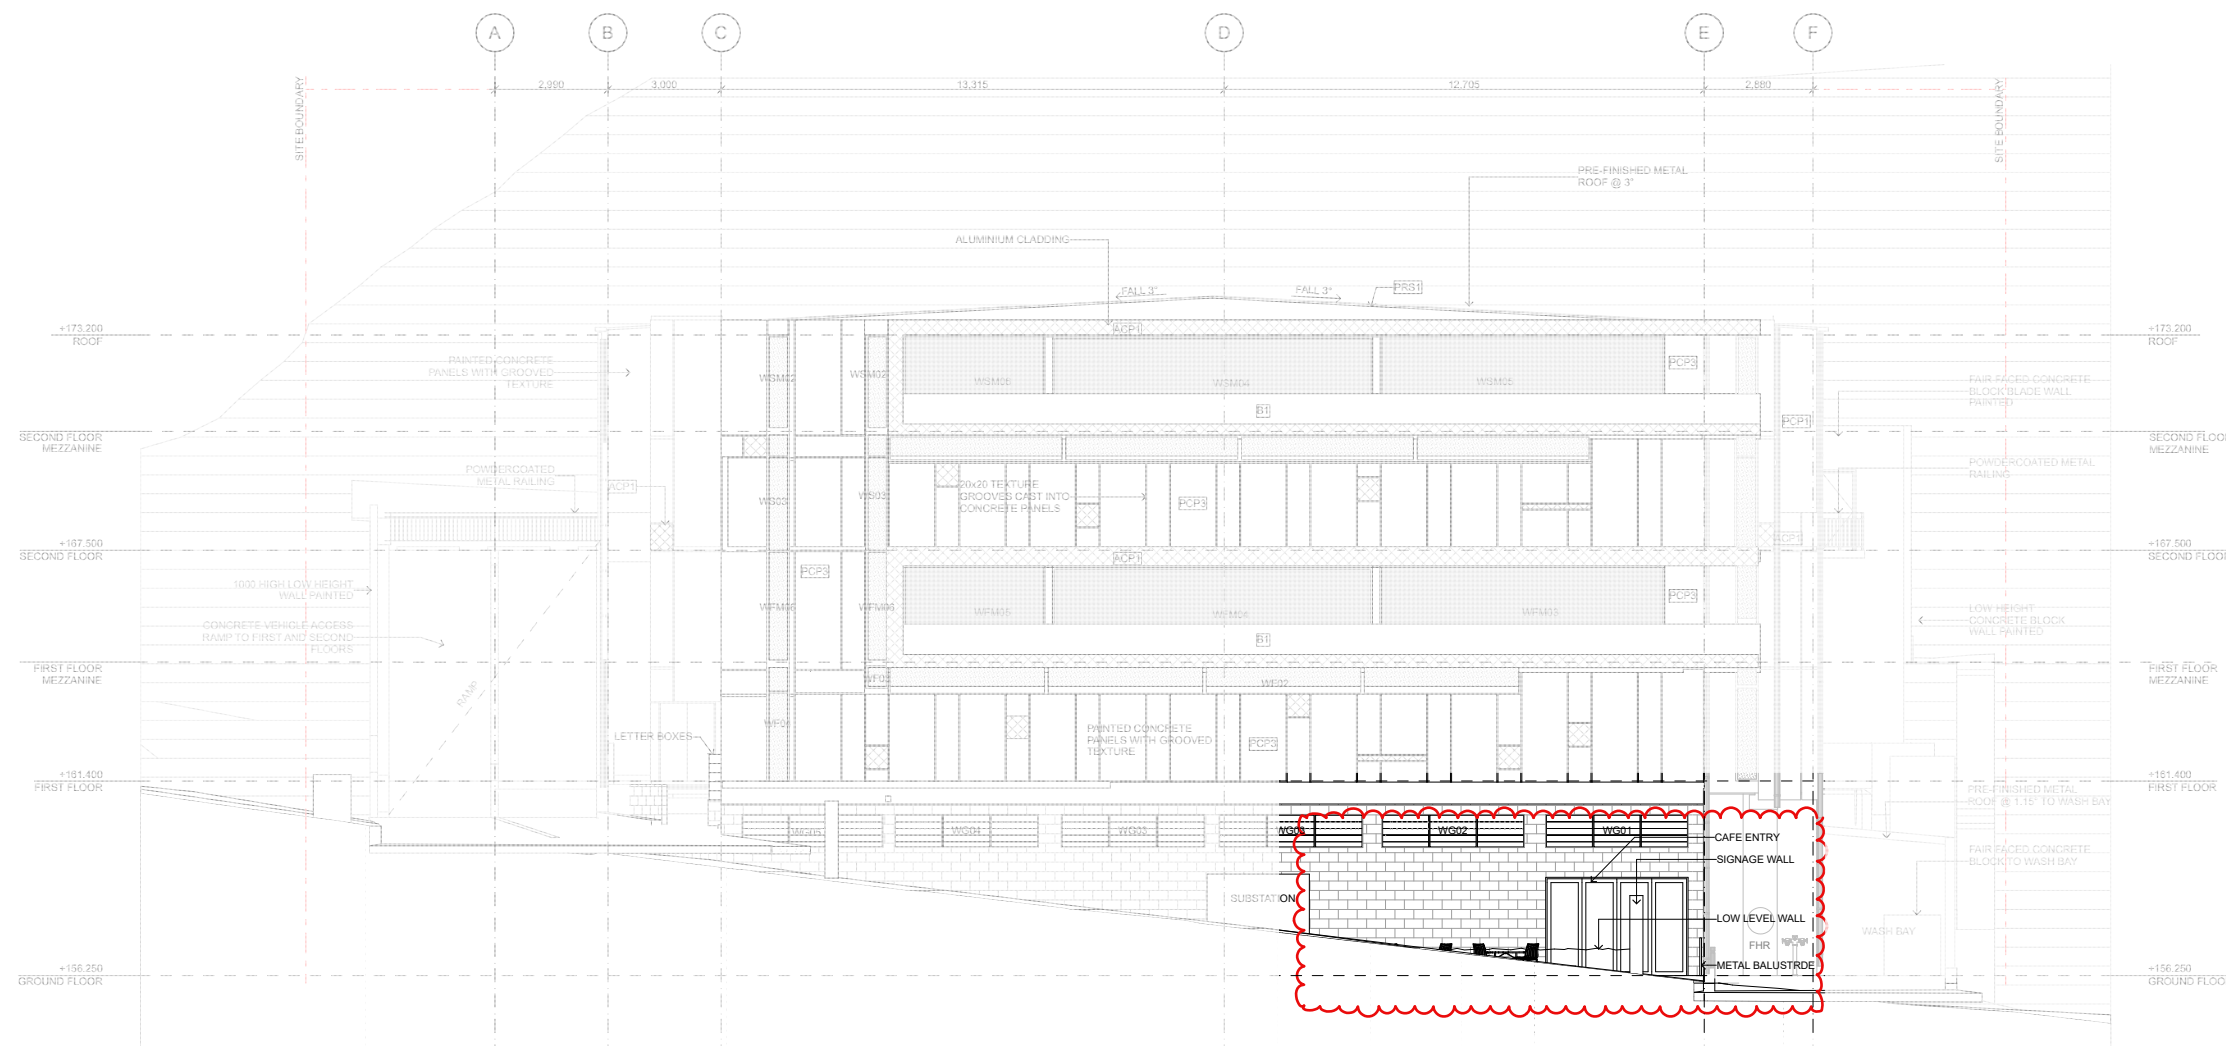 A
B
C
D
E
F
2,990
3,000
13,315
12,705
2,880
SITE BOUNDARY
SITE BOUNDARY
PRE-FINISHED METAL
ROOF @ 3°
ALUMINIUM CLADDING
FALL 3°
FALL 3°
PRS1
+173.200
ROOF
ACP1
+173.200
ROOF
PAINTED CONCRETE
PANELS WITH GROOVED
TEXTURE
WSM02
WSM02
WSM06
WSM04
WSM05
PCP3
FAIR FACED CONCRETE
BLOCK BLADE WALL
PAINTED
B1
PCP1
SECOND FLOOR
MEZZANINE
SECOND FLOOR
MEZZANINE
POWDERCOATED
METAL RAILING
POWDERCOATED METAL
RAILING
ACP1
WS03
WS03
20x20 TEXTURE
GROOVES CAST INTO
CONCRETE PANELS
PCP3
ACP1
+167.500
SECOND FLOOR
ACP1
+167.500
SECOND FLOOR
1000 HIGH LOW HEIGHT
WALL PAINTED
PCP3
WFM06
WFM06
WFM05
WFM04
WFM03
PCP3
LOW HEIGHT
CONCRETE BLOCK
WALL PAINTED
CONCRETE VEHICLE ACCESS
RAMP TO FIRST AND SECOND
FLOORS
B1
FIRST FLOOR
MEZZANINE
RAMP
WF02
FIRST FLOOR
MEZZANINE
LETTER BOXES
PAINTED CONCRETE
PANELS WITH GROOVED
TEXTURE
PCP3
+161.400
FIRST FLOOR
+161.400
FIRST FLOOR
PRE-FINISHED METAL
ROOF @ 1.15° TO WASH BAY
WG05
WG04
WG03
WG02
WG01
CAFE ENTRY
SIGNAGE WALL
FAIR FACED CONCRETE
BLOCK TO WASH BAY
SUBSTATION
LOW LEVEL WALL
FHR
WASH BAY
METAL BALUSTRDE
+156.250
GROUND FLOOR
+156.250
GROUND FLOO